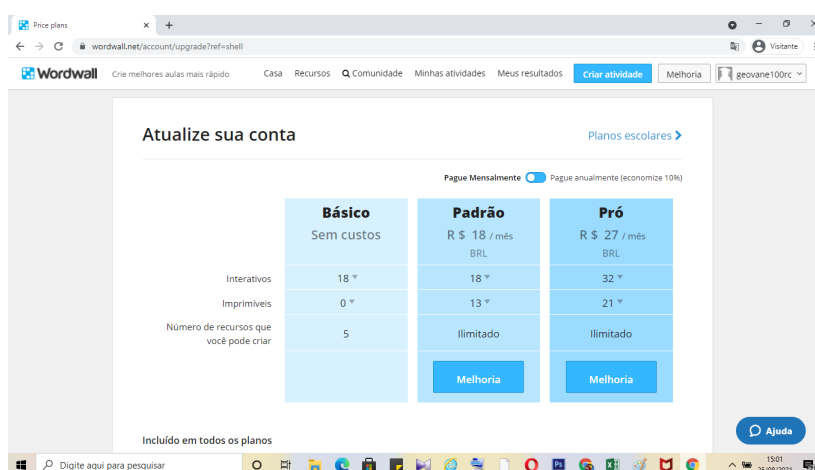 Price plans
wordwall.net/account/upgrade?ref=shell
Visitante
Wordwall
Crie melhores aulas mais rápido
Casa
Recursos
Comunidade
Minhas atividades
Meus resultados
Criar atividade
Melhoria
geovane100rc
Atualize sua conta
Planos escolares
Pague Mensalmente
Pague anualmente (economize 10%)
Básico
Padrão
Pró
Sem custos
R $ 18 / mês
R $ 27 / mês
BRL
BRL
Interativos
18
18
32
Imprimíveis
0
13
21
Número de recursos que
você pode criar
5
Ilimitado
Ilimitado
Melhoria
Melhoria
Ajuda
Incluído em todos os planos
Digite aqui para pesquisar
15:01
25/08/2021